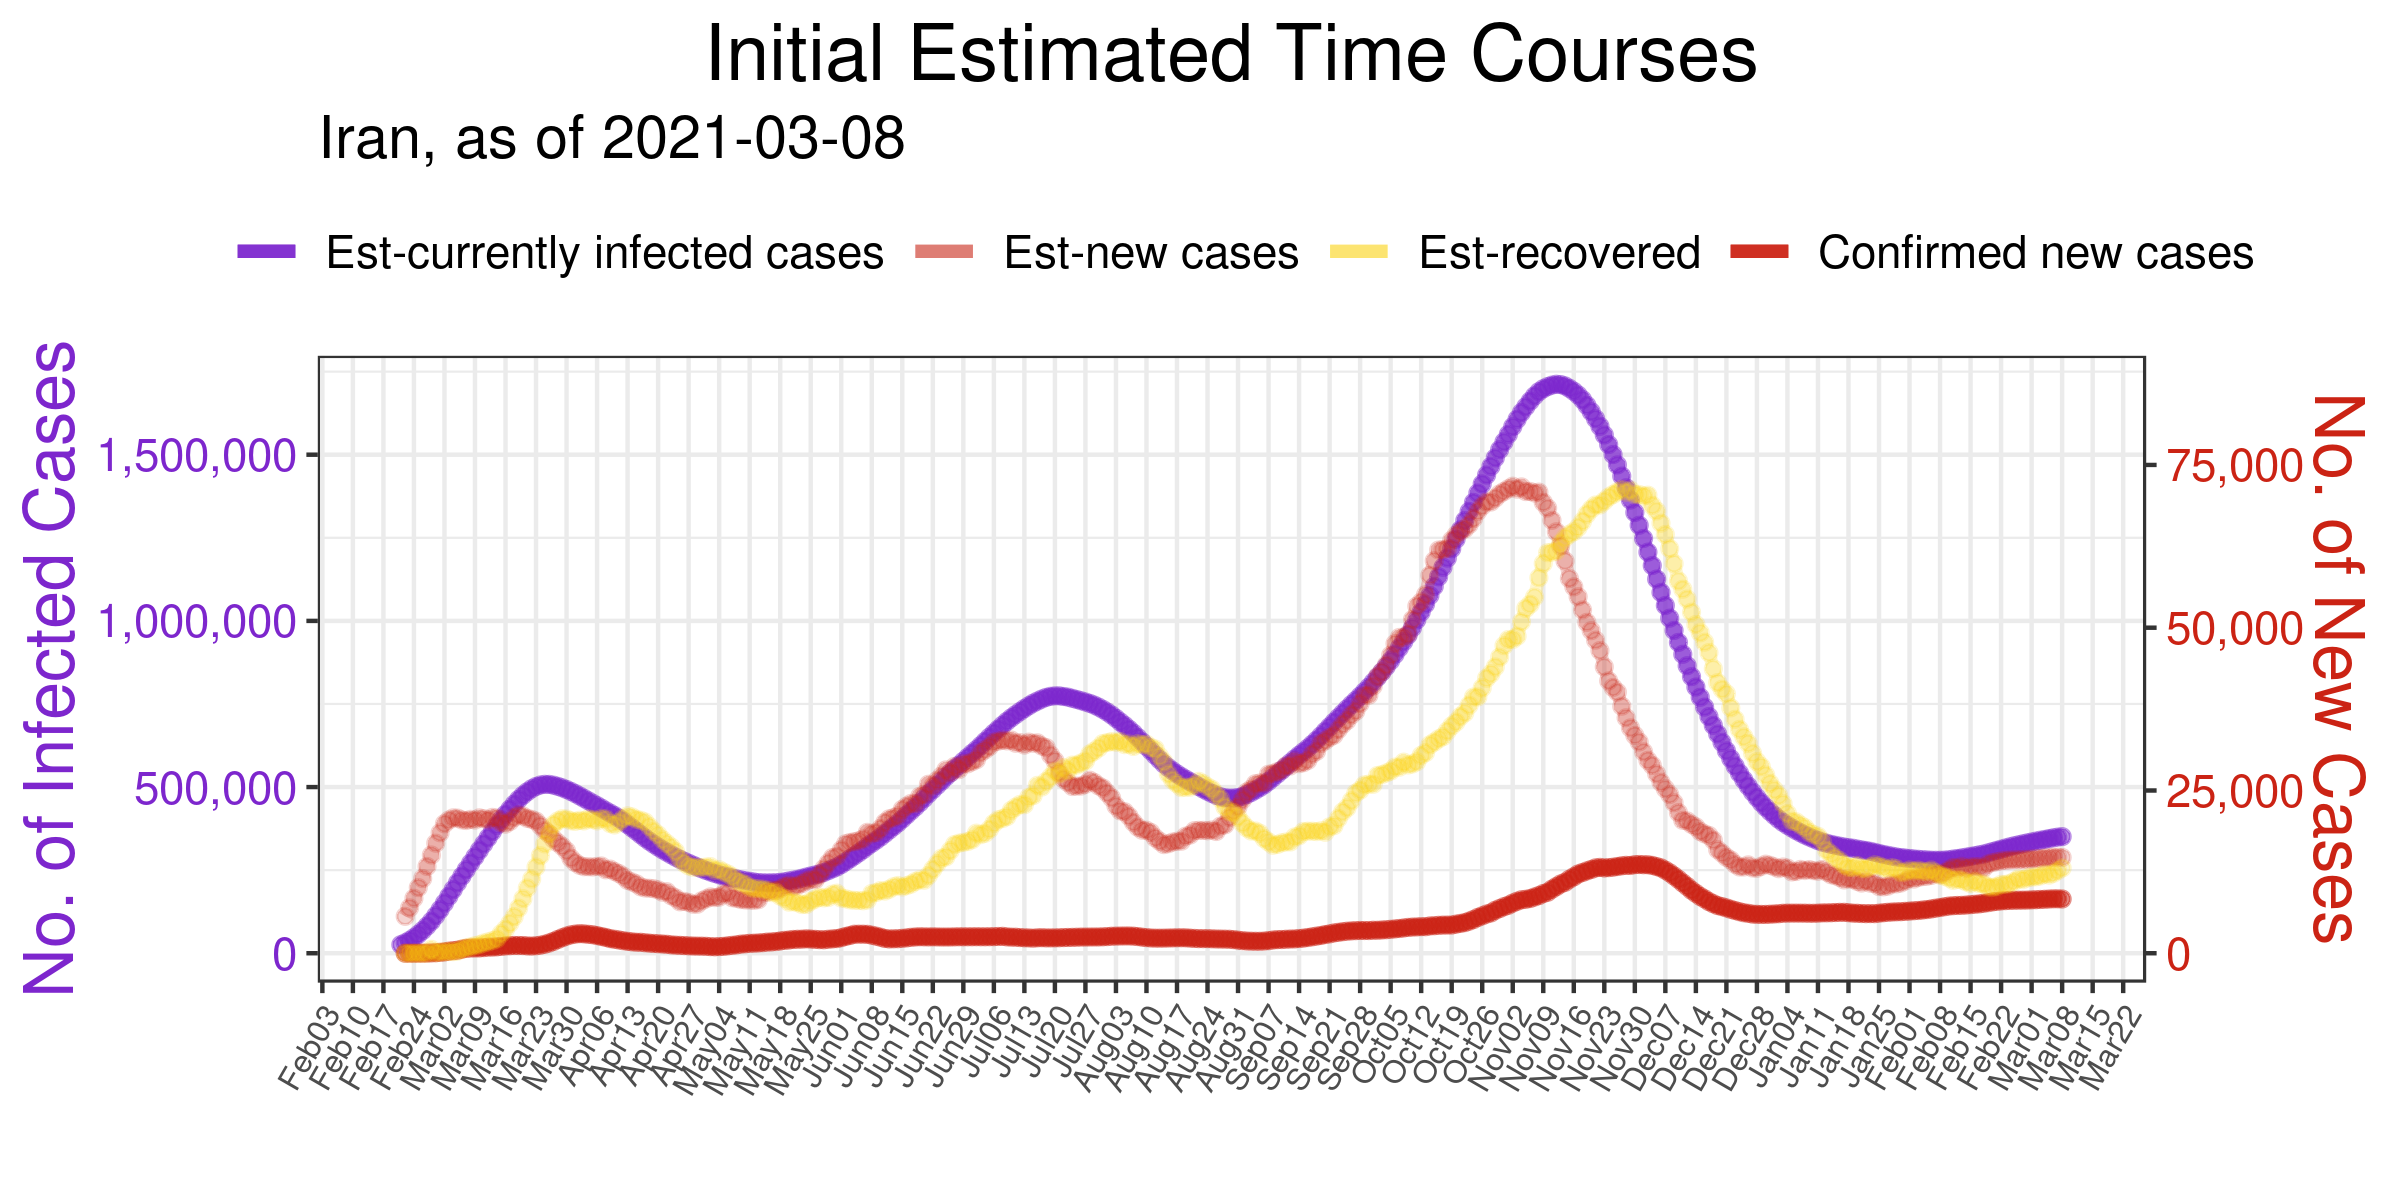 Initial Estimated Time Courses
Iran, as of 2021-03-08
Est-currently infected cases Est-new cases Est-recovered Confirmed new cases
No. of Infected Cases
1,500,000
1,000,000
500,000
0
75,000
50,000
25,000
0
No. of New Cases
Feb03 Feb10 Feb17 Feb24 Mar02 Mar09 Mar16 Mar23 Mar30 Apr06 Apr13 Apr20 Apr27 May04 May11 May18 May25 Jun01 Jun08 Jun15 Jun22 Jun29 Jul06 Jul13 Jul20 Jul27 Aug03 Aug10 Aug17 Aug24 Aug31 Sep07 Sep14 Sep21 Sep28 Oct05 Oct12 Oct19 Oct26 Nov02 Nov09 Nov16 Nov23 Nov30 Dec07 Dec14 Dec21 Dec28 Jan04 Jan11 Jan18 Jan25 Feb01 Feb08 Feb15 Feb22 Mar01 Mar08 Mar15 Mar22